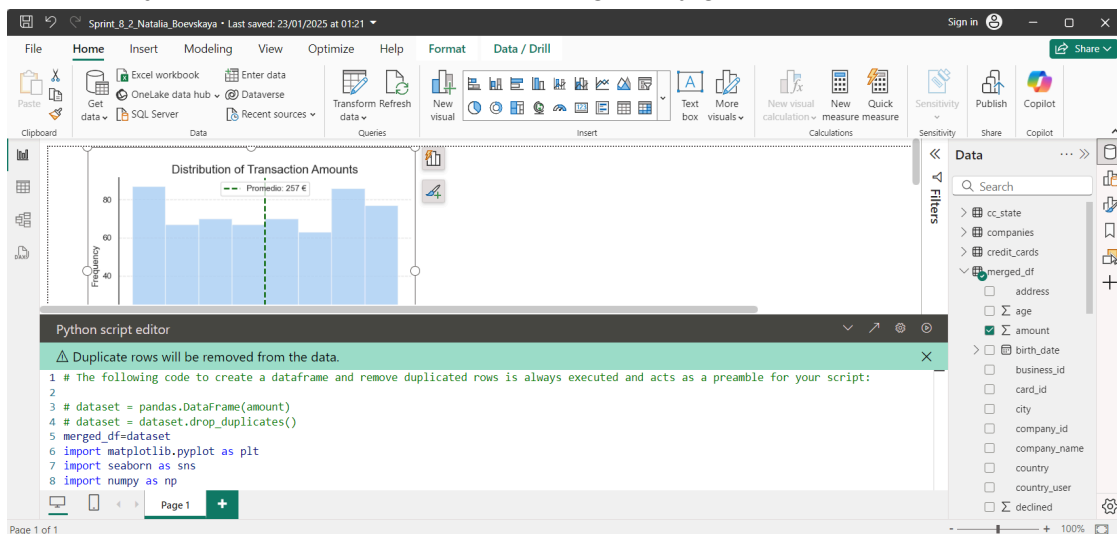 Sprint_8_2_Natalia_Boevskaya • Last saved: 23/01/2025 at 01:21
Sign in
File Home Insert Modeling View Optimize Help Format Data / Drill
Share
Paste
Clipboard
Get data
Excel workbook
OneLake data hub
SQL Server
Enter data
Dataverse
Recent sources
Data
Transform data
Refresh
Queries
New visual
Text box
More visuals
Insert
New visual calculation
New measure
Quick measure
Calculations
Sensitivity
Sensitivity
Publish
Share
Copilot
Copilot
Distribution of Transaction Amounts
Promedio: 257 €
80
60
40
Frequency
Filters
Data
Search
cc_state
companies
credit_cards
merged_df
address
age
amount
birth_date
business_id
card_id
city
company_id
company_name
country
country_user
declined
Python script editor
Duplicate rows will be removed from the data.
1 # The following code to create a dataframe and remove duplicated rows is always executed and acts as a preamble for your script:
2
3 # dataset = pandas.DataFrame(amount)
4 # dataset = dataset.drop_duplicates()
5 merged_df=dataset
6 import matplotlib.pyplot as plt
7 import seaborn as sns
8 import numpy as np
Page 1
Page 1 of 1
100%